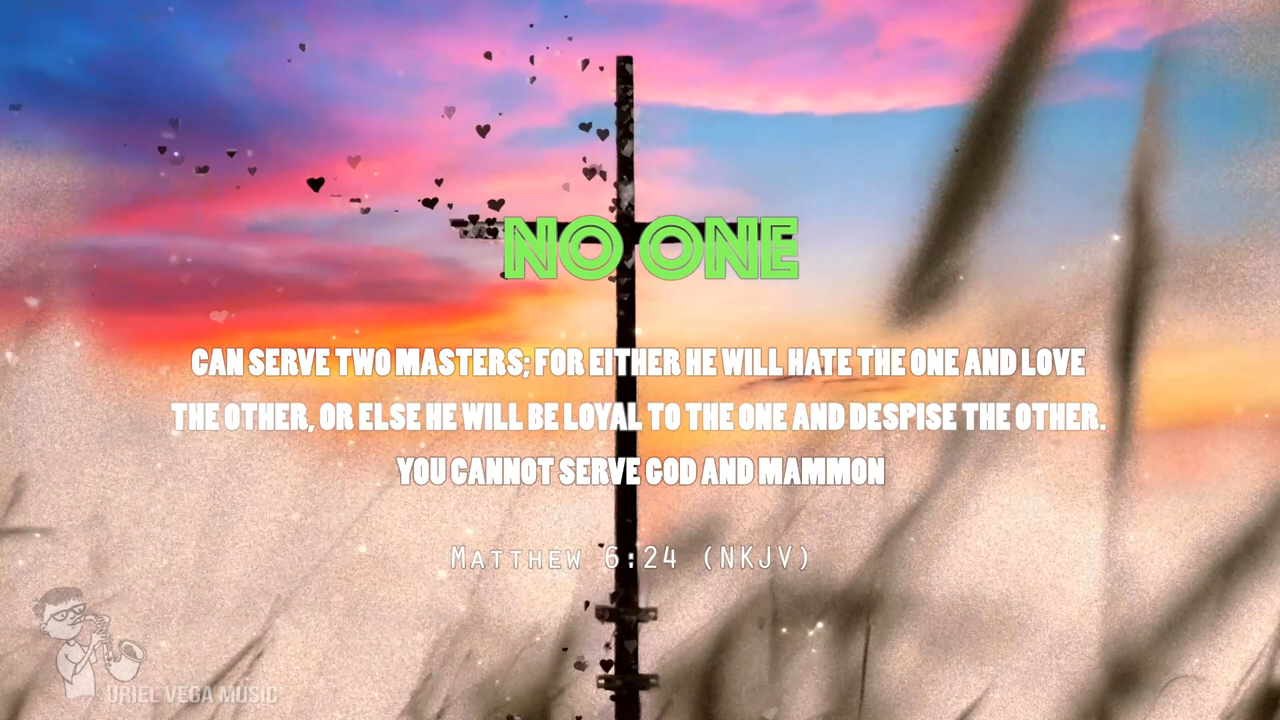 NO ONE
CAN SERVE TWO MASTERS; FOR EITHER HE WILL HATE THE ONE AND LOVE
THE OTHER, OR ELSE HE WILL BE LOYAL TO THE ONE AND DESPISE THE OTHER.
YOU CANNOT SERVE GOD AND MAMMON
Matthew 6:24 (NKJV)
URIEL VEGA MUSIC